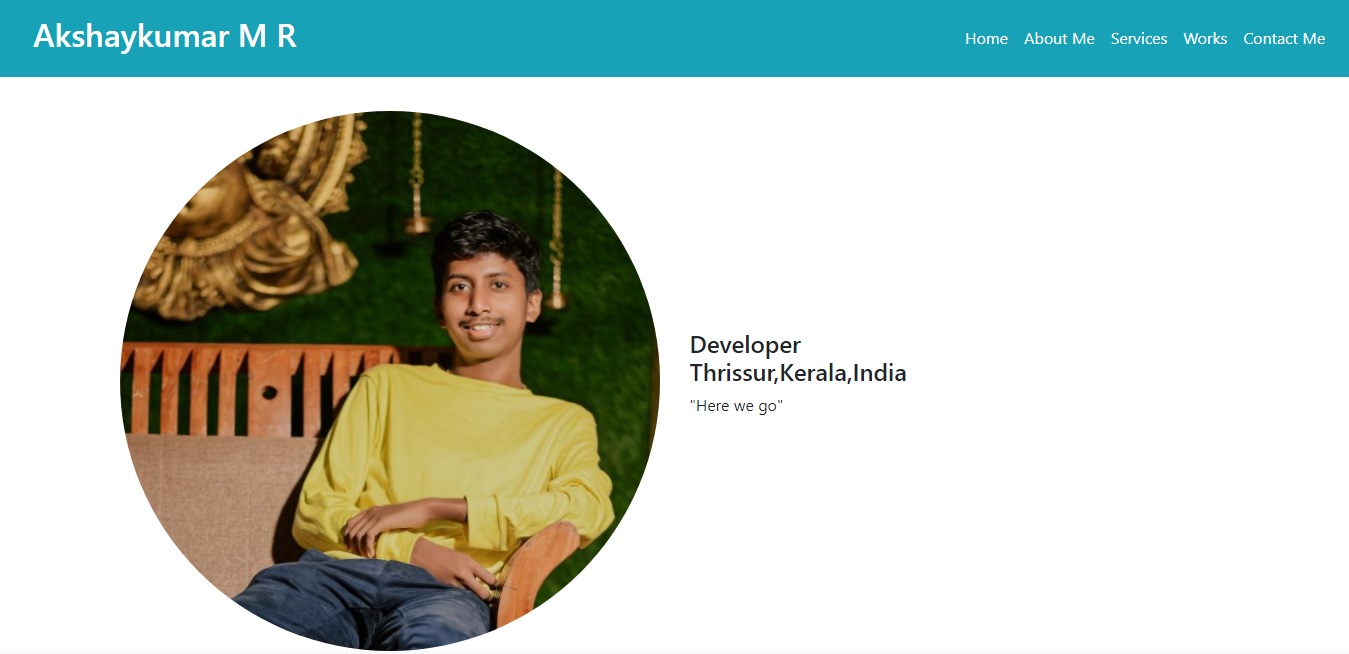 Akshaykumar M R
Home About Me Services Works Contact Me
Developer
Thrissur,Kerala,India
"Here we go"